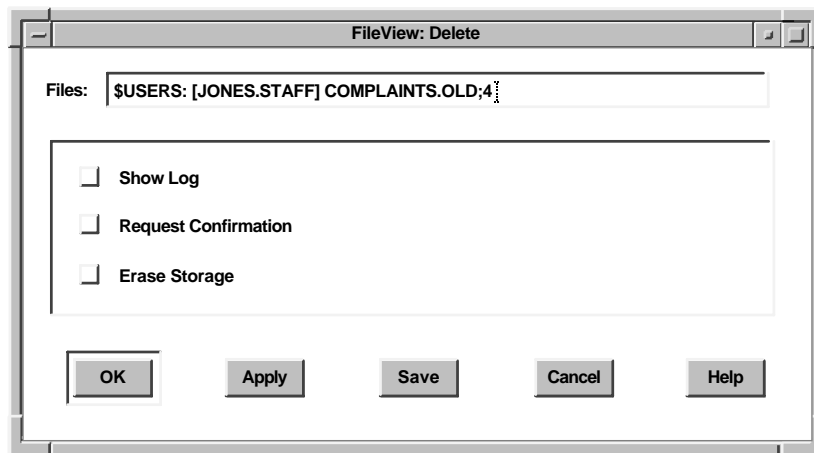 FileView: Delete
Files: $USERS: [JONES.STAFF] COMPLAINTS.OLD;4
Show Log
Request Confirmation
Erase Storage
OK Apply Save Cancel Help